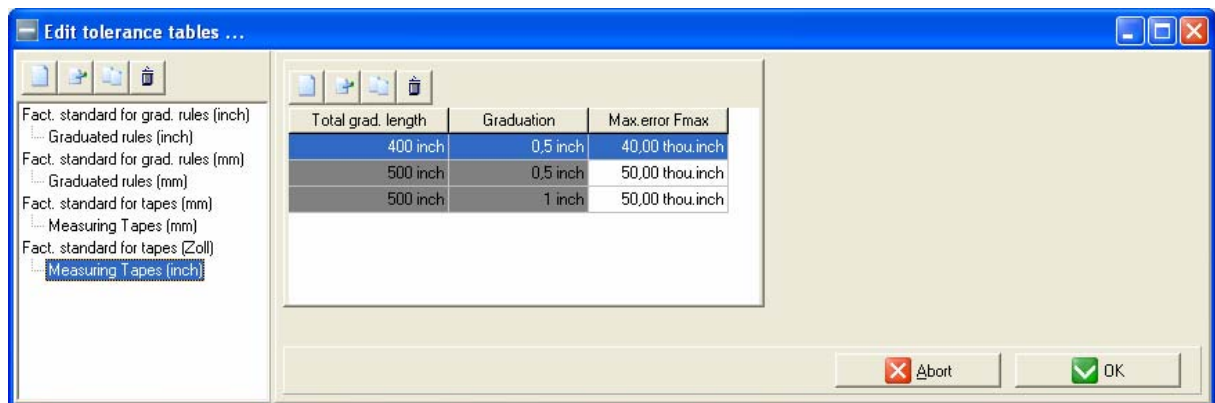 Edit tolerance tables ...
Fact. standard for grad. rules (inch)
Graduated rules (inch)
Fact. standard for grad. rules (mm)
Graduated rules (mm)
Fact. standard for tapes (mm)
Measuring Tapes (mm)
Fact. standard for tapes (Zoll)
Measuring Tapes (inch)
Total grad. length Graduation Max.error Fmax
400 inch 0,5 inch 40,00 thou.inch
500 inch 0,5 inch 50,00 thou.inch
500 inch 1 inch 50,00 thou.inch
Abort OK